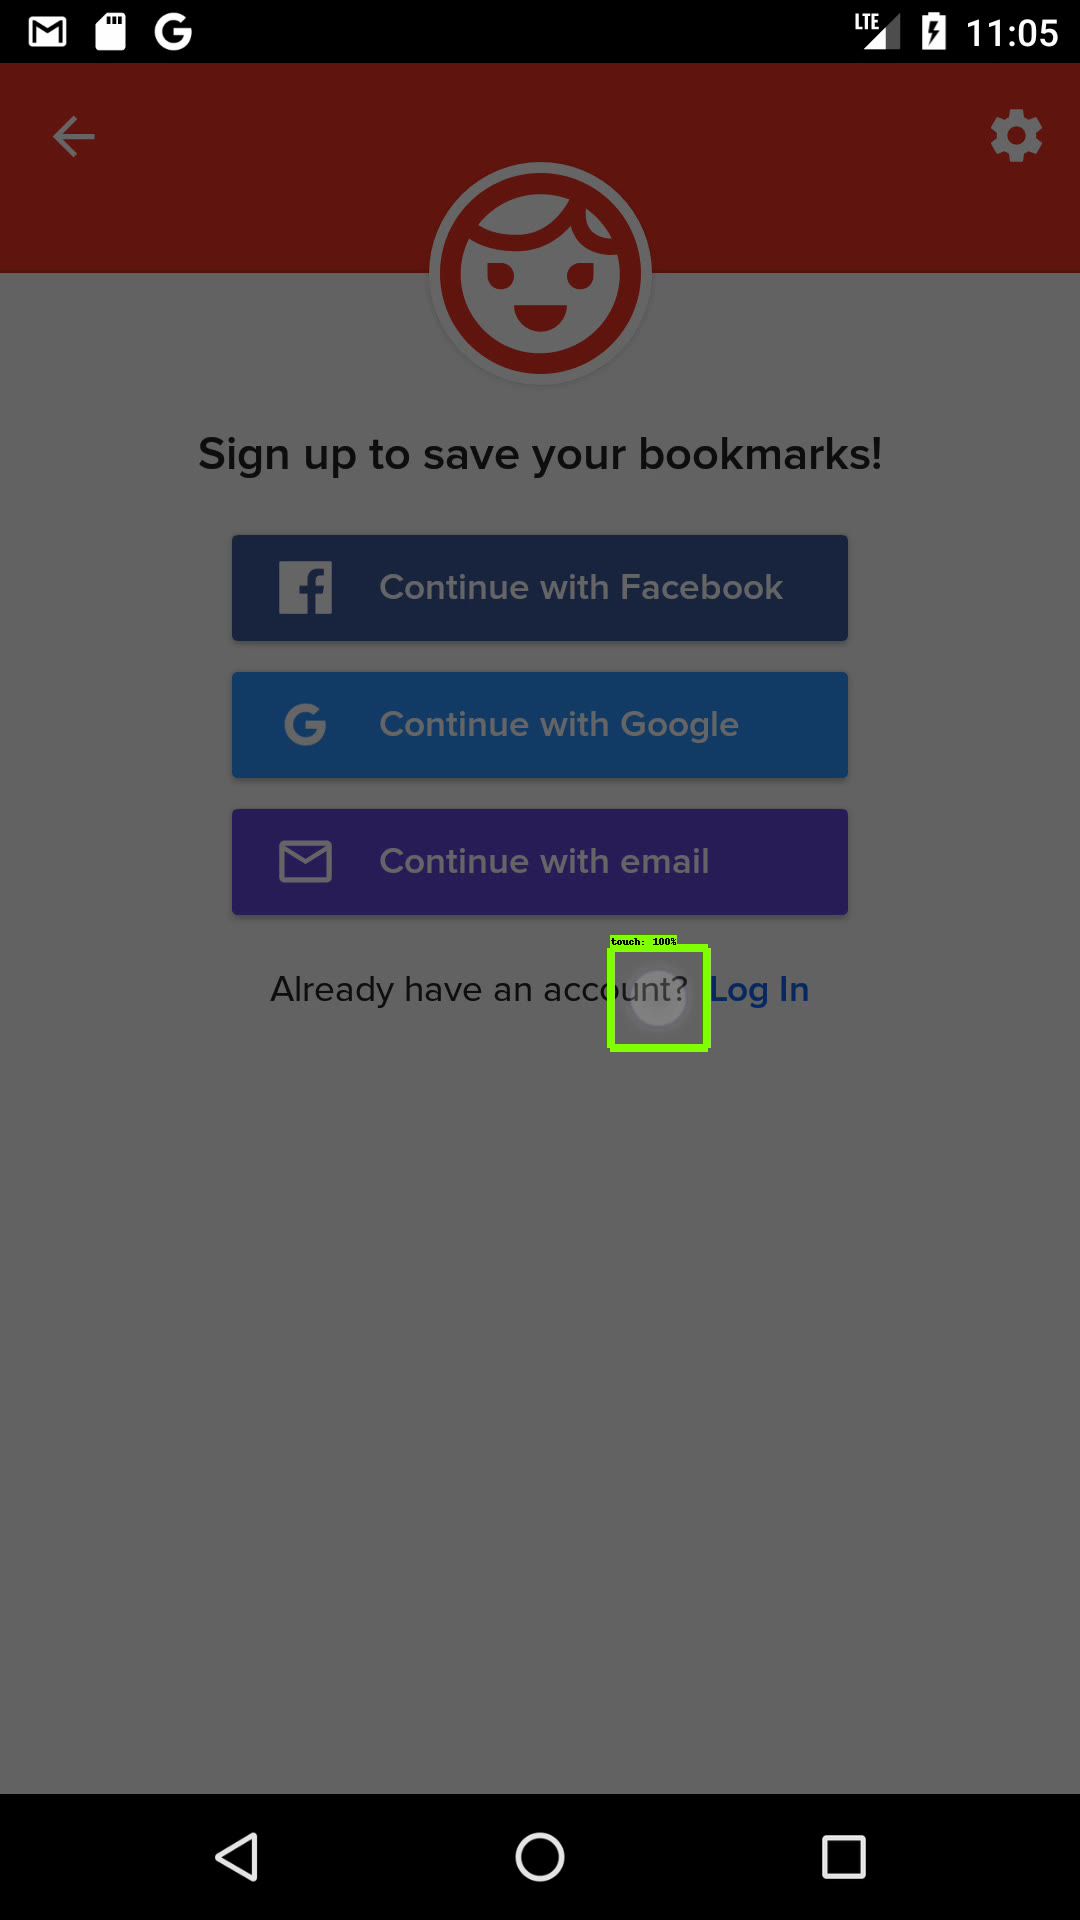 LTE 11:05
Sign up to save your bookmarks!
Continue with Facebook
Continue with Google
Continue with email
touch: 100%
Already have an account? Log In